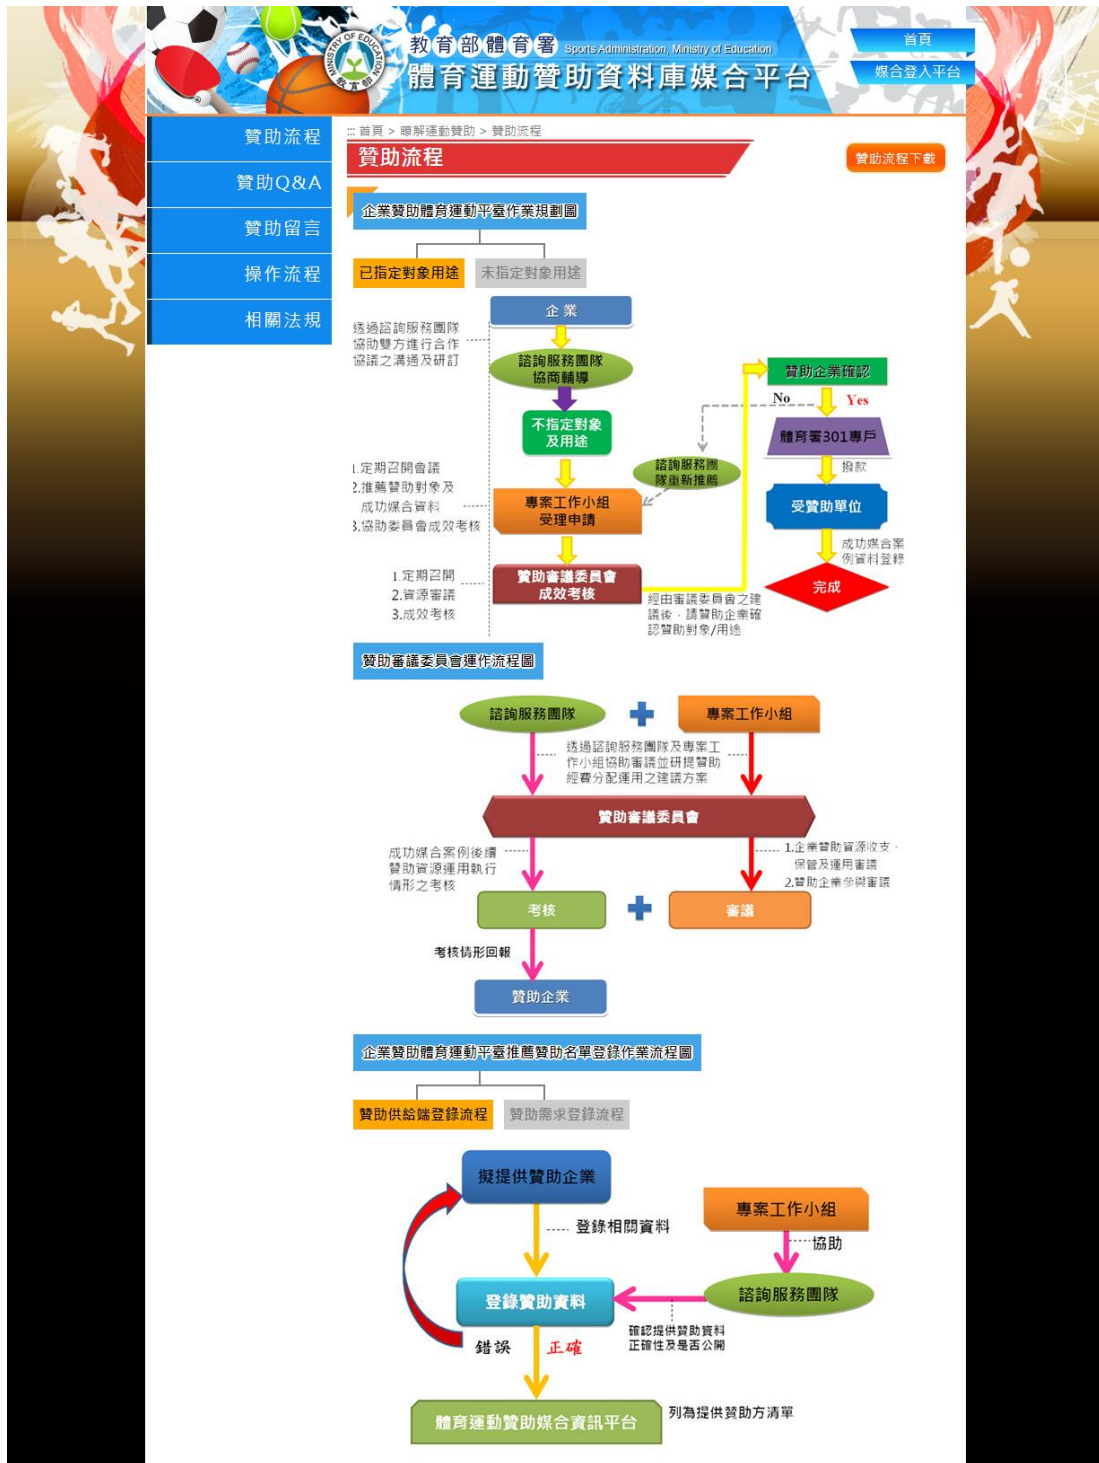 教育部體育署 Sports Administration, Ministry of Education
體育運動贊助資料庫媒合平台
MINISTRY OF EDUCATION
教育部
首頁
媒合登入平台
贊助流程
贊助Q&A
贊助留言
操作流程
相關法規
::: 首頁 > 瞭解運動贊助 > 贊助流程
贊助流程
贊助流程下載
企業贊助體育運動平臺作業規劃圖
已指定對象用途
未指定對象用途
企業
透過諮詢服務團隊
協助雙方進行合作
協議之溝通及研訂
諮詢服務團隊
協商輔導
不指定對象
及用途
1.定期召開會議
2.推薦贊助對象及
成功媒合資料
3.協助委員會成效考核
專案工作小組
受理申請
1.定期召開
2.資源審議
3.成效考核
贊助審議委員會
成效考核
經由審議委員會之建
議後，請贊助企業確
認贊助對象/用途
贊助企業確認
No
Yes
諮詢服務團
隊重新推薦
體育署301專戶
撥款
受贊助單位
成功媒合案
例資料登錄
完成
贊助審議委員會運作流程圖
諮詢服務團隊
專案工作小組
透過諮詢服務團隊及專案工
作小組協助審議並研提贊助
經費分配運用之建議方案
贊助審議委員會
成功媒合案例後續
贊助資源運用執行
情形之考核
1.企業贊助資源收支、
保管及運用審議
2.贊助企業參與審議
考核
審議
考核情形回報
贊助企業
企業贊助體育運動平臺推薦贊助名單登錄作業流程圖
贊助供給端登錄流程
贊助需求登錄流程
擬提供贊助企業
登錄相關資料
專案工作小組
協助
諮詢服務團隊
登錄贊助資料
確認提供贊助資料
正確性及是否公開
錯誤
正確
體育運動贊助媒合資訊平台
列為提供贊助方清單